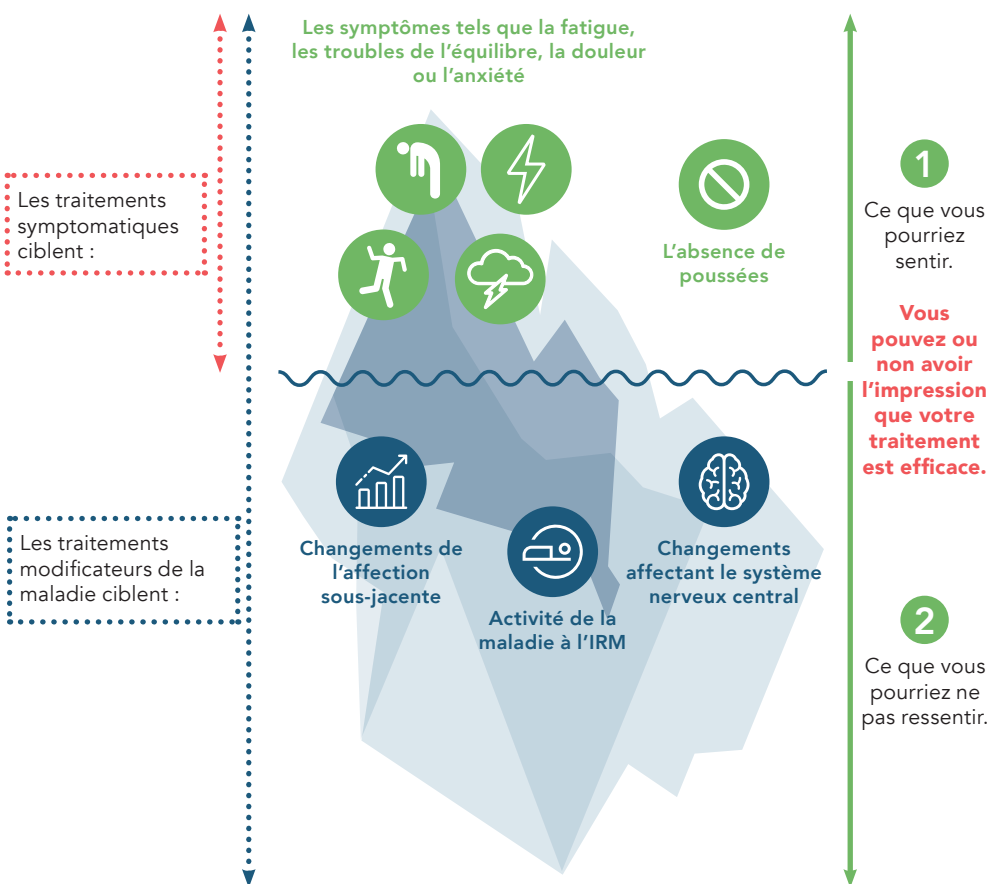 Les symptômes tels que la fatigue,
les troubles de l’équilibre, la douleur
ou l’anxiété
Les traitements
symptomatiques
ciblent :
L’absence de
poussées
1
Ce que vous
pourriez
sentir.
Vous
pouvez ou
non avoir
l’impression
que votre
traitement
est efficace.
Les traitements
modificateurs de la
maladie ciblent :
Changements de
l’affection
sous-jacente
Activité de la
maladie à l’IRM
Changements
affectant le système
nerveux central
2
Ce que vous
pourriez ne
pas ressentir.